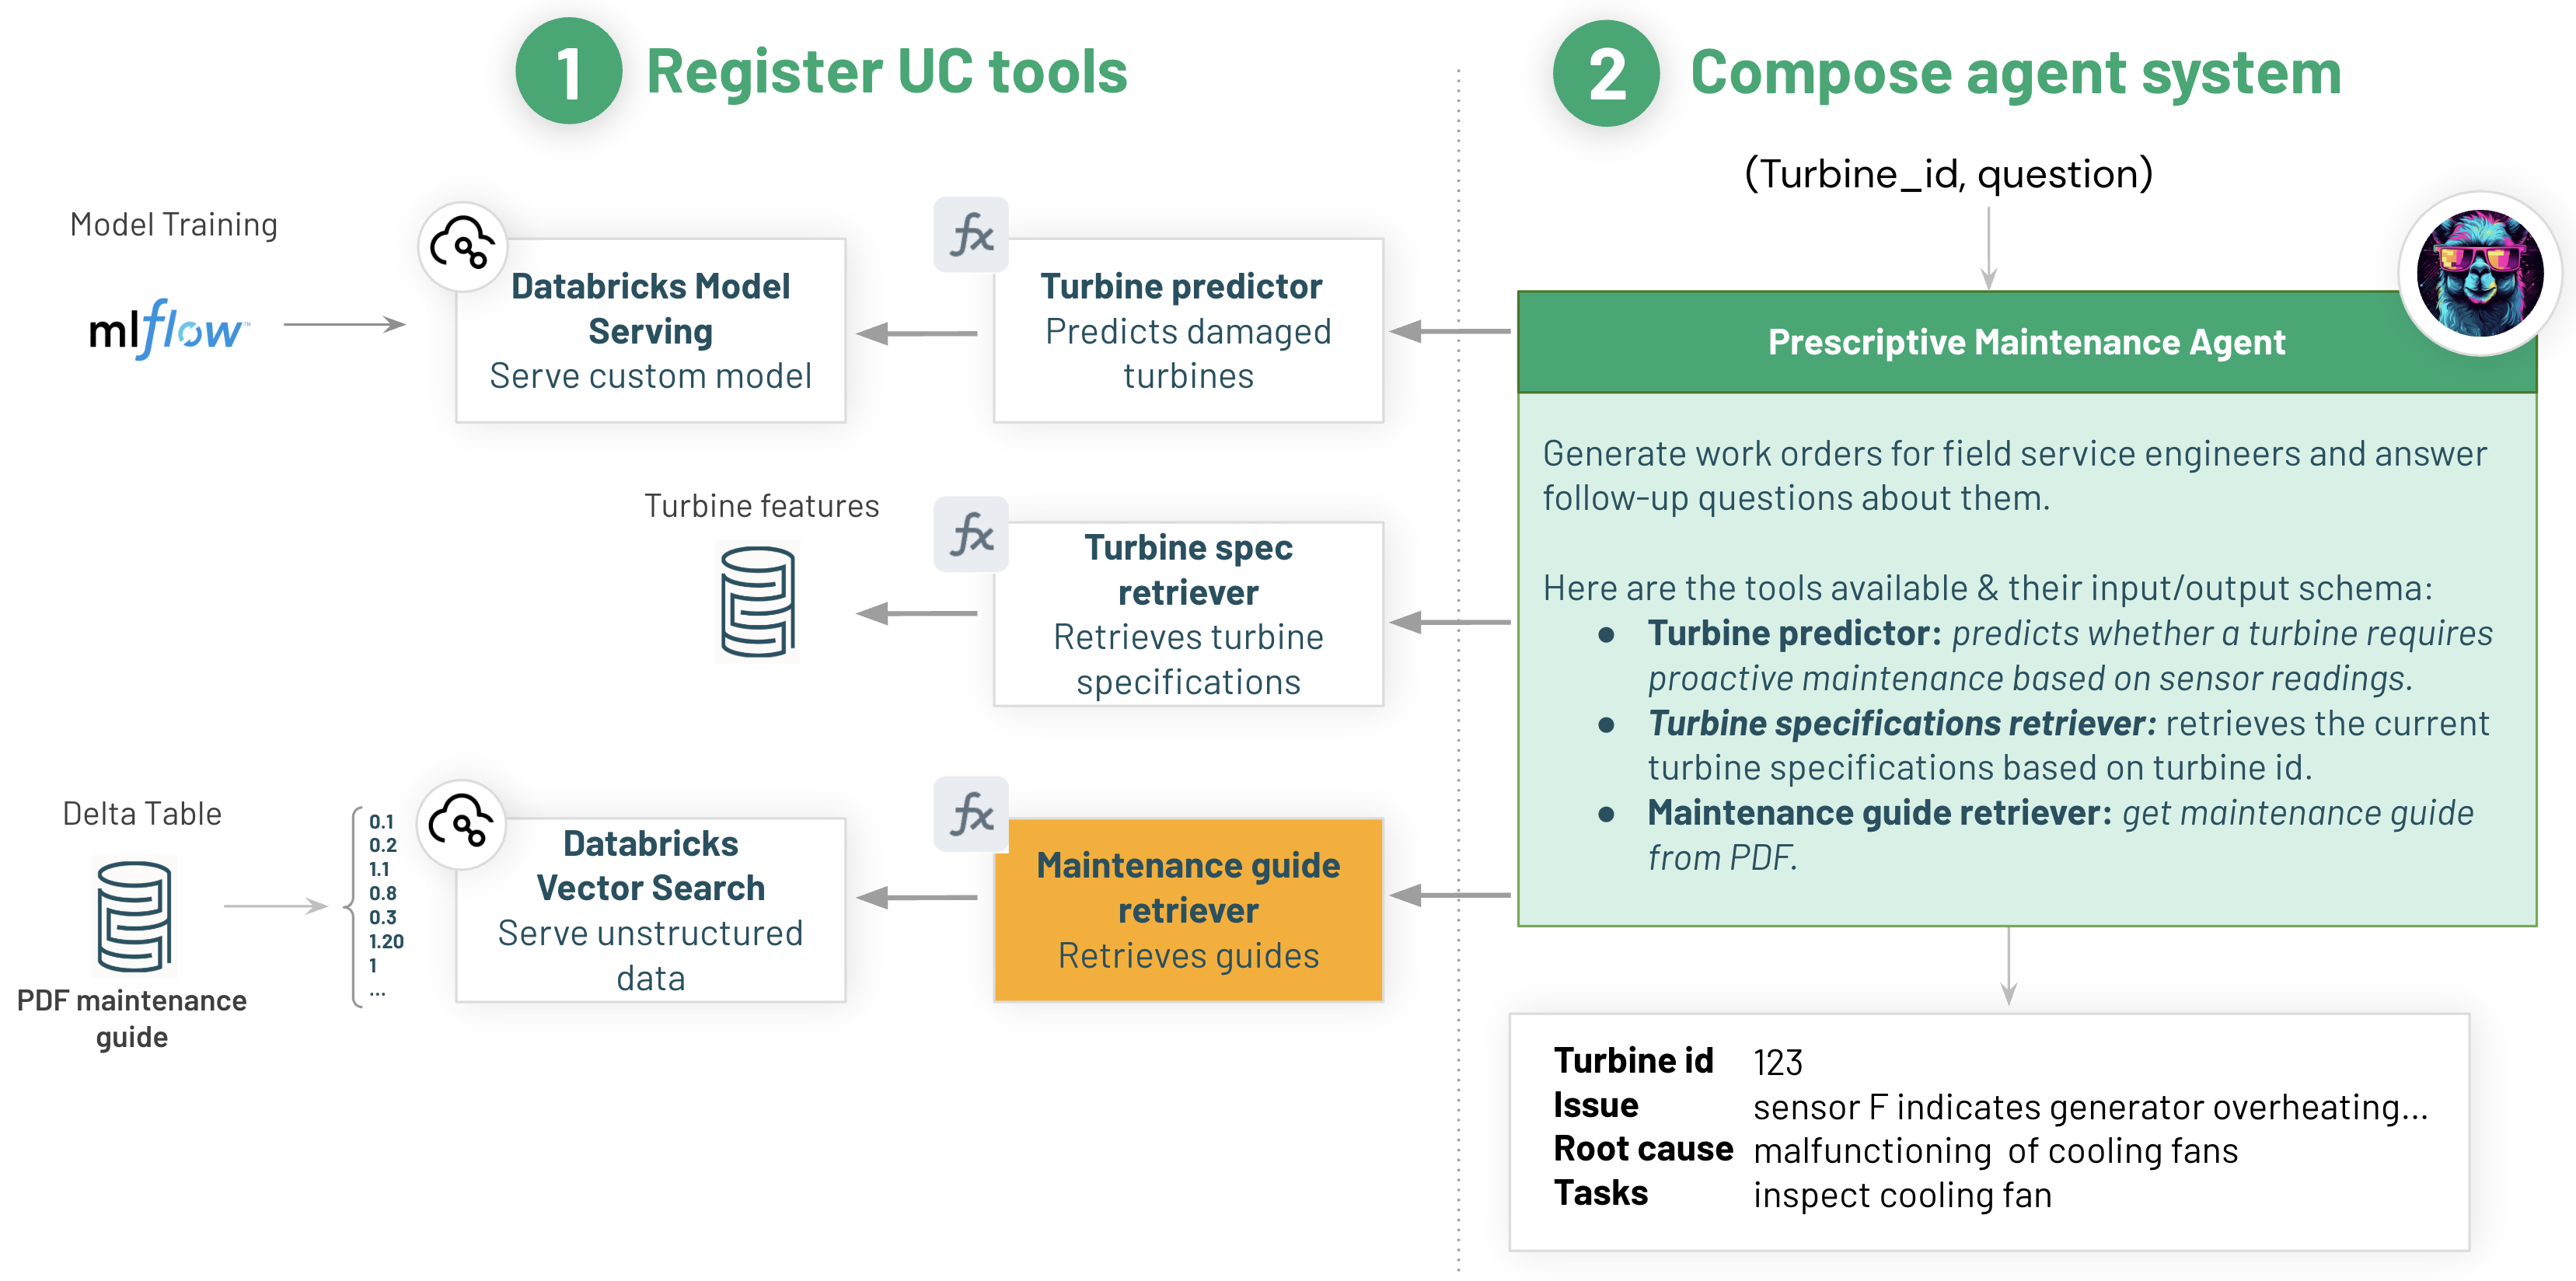 1 Register UC tools
2 Compose agent system
(Turbine_id, question)
Model Training
mlflow™
Databricks Model
Serving
Serve custom model
fx
Turbine predictor
Predicts damaged
turbines
Turbine features
fx
Turbine spec
retriever
Retrieves turbine
specifications
Delta Table
PDF maintenance
guide
0.1
0.2
1.1
0.8
0.3
1.20
1
...
Databricks
Vector Search
Serve unstructured
data
fx
Maintenance guide
retriever
Retrieves guides
Prescriptive Maintenance Agent
Generate work orders for field service engineers and answer
follow-up questions about them.
Here are the tools available & their input/output schema:
● Turbine predictor: predicts whether a turbine requires
proactive maintenance based on sensor readings.
● Turbine specifications retriever: retrieves the current
turbine specifications based on turbine id.
● Maintenance guide retriever: get maintenance guide
from PDF.
Turbine id 123
Issue sensor F indicates generator overheating...
Root cause malfunctioning of cooling fans
Tasks inspect cooling fan